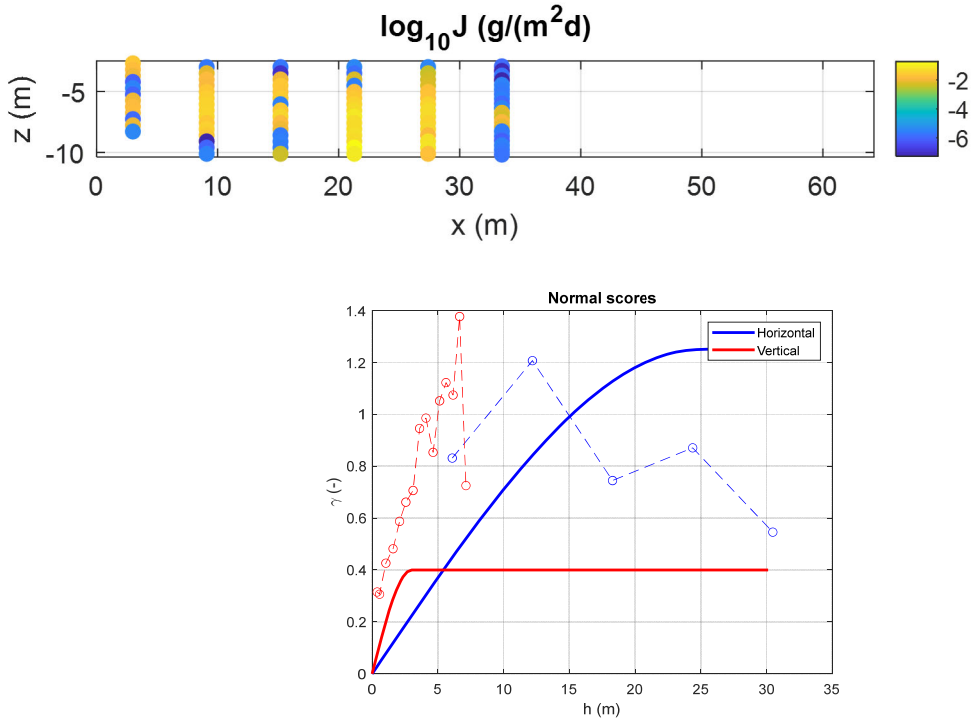 log10J (g/(m2d)
z (m)
-5
-10
-2
-4
-6
0 10 20 30 40 50 60
x (m)
Normal scores
Horizontal
Vertical
γ (-)
1.4
1.2
1
0.8
0.6
0.4
0.2
0
0 5 10 15 20 25 30 35
h (m)